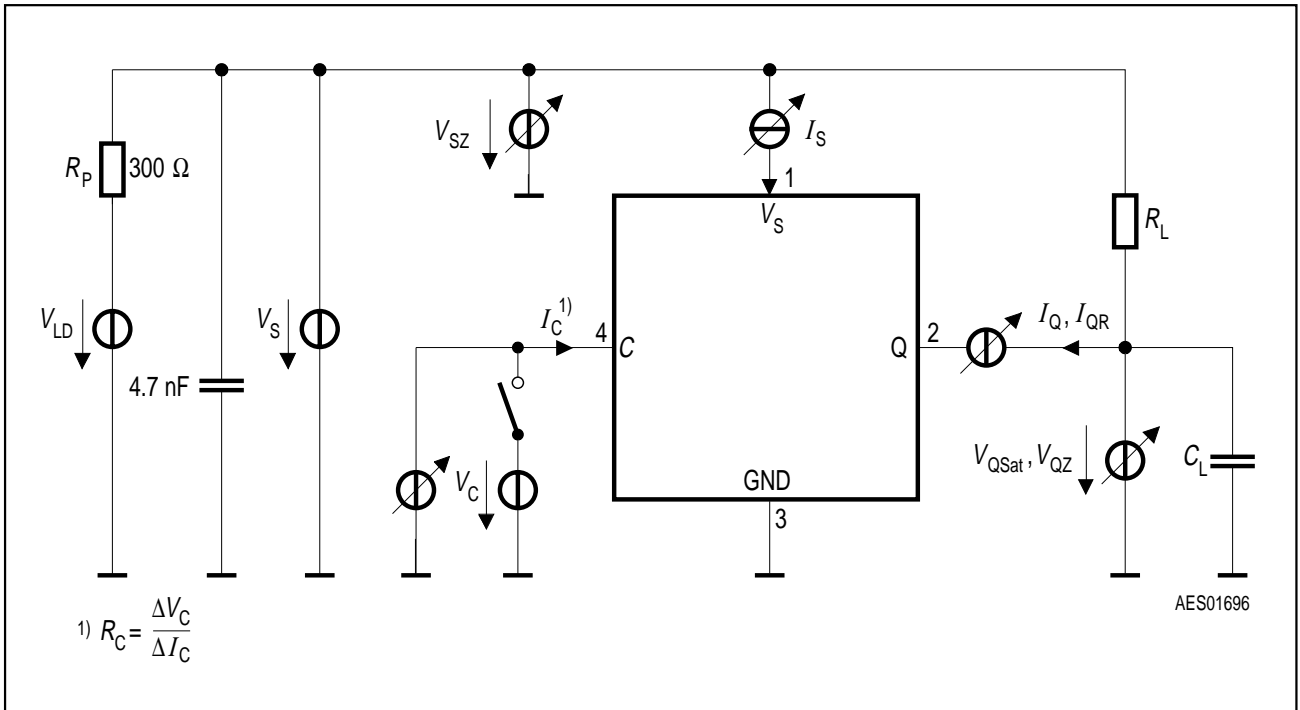 V_SZ
I_S
1
R_P
300 Ω
V_S
R_L
V_LD
V_S
I_C 1)
4
C
Q
2
I_Q, I_QR
4.7 nF
V_C
GND
V_QSat, V_QZ
C_L
3
AES01696
1) R_C = ΔV_C / ΔI_C